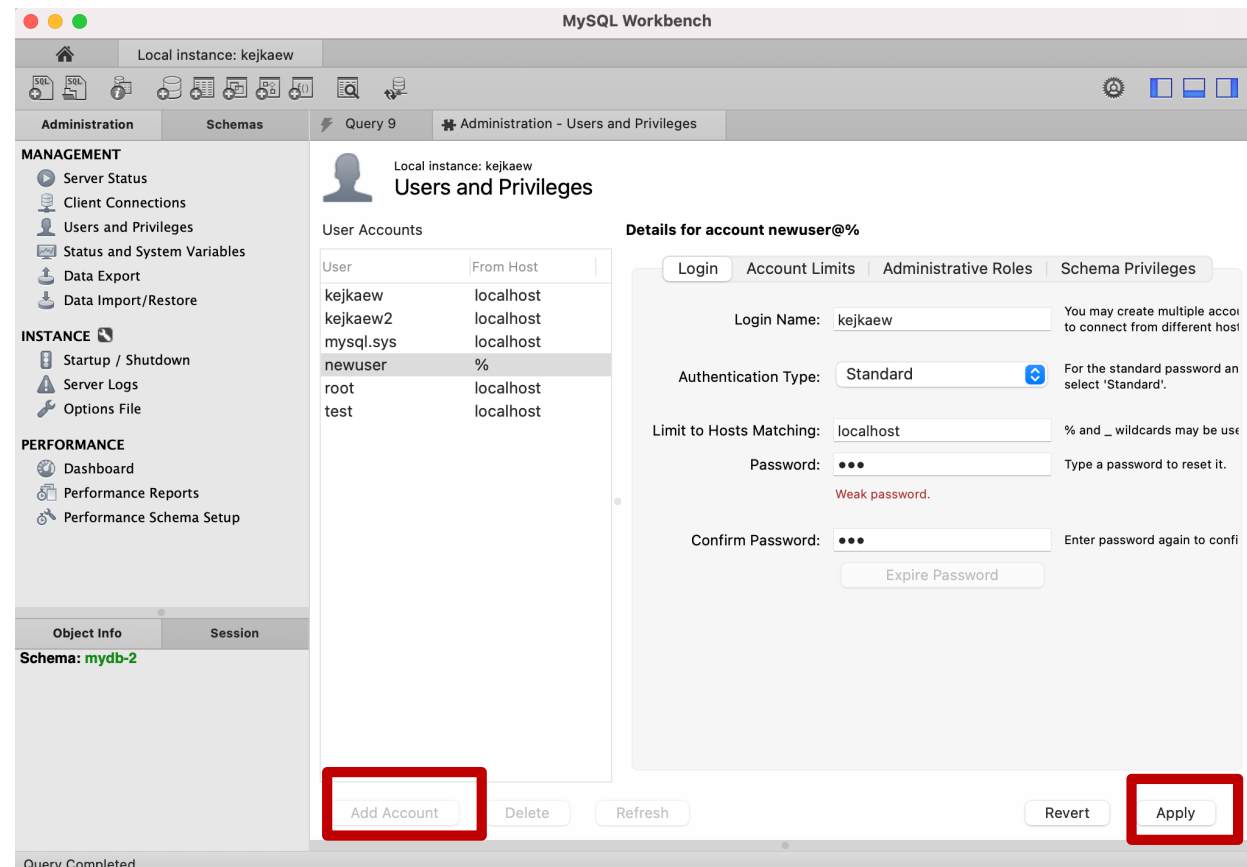 MySQL Workbench
Local instance: kejkaew
SQL SQL
Administration Schemas
MANAGEMENT
Server Status
Client Connections
Users and Privileges
Status and System Variables
Data Export
Data Import/Restore
INSTANCE
Startup / Shutdown
Server Logs
Options File
PERFORMANCE
Dashboard
Performance Reports
Performance Schema Setup
Object Info Session
Schema: mydb-2
Query Completed
Query 9 Administration - Users and Privileges
Local instance: kejkaew
Users and Privileges
User Accounts
User From Host
kejkaew localhost
kejkaew2 localhost
mysql.sys localhost
newuser %
root localhost
test localhost
Add Account Delete Refresh
Details for account newuser@%
Login Account Limits Administrative Roles Schema Privileges
Login Name: kejkaew
You may create multiple accou
to connect from different host
Authentication Type: Standard
For the standard password an
select 'Standard'.
Limit to Hosts Matching: localhost % and _ wildcards may be use
Password: ●●● Type a password to reset it.
Weak password.
Confirm Password: ●●● Enter password again to confi
Expire Password
Revert Apply